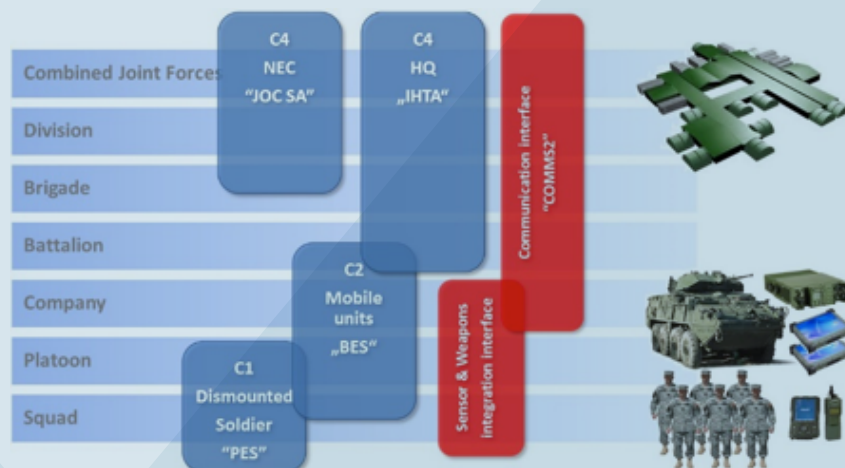 Combined Joint Forces
Division
Brigade
Battalion
Company
Platoon
Squad
C4
NEC
"JOC SA"
C4
HQ
„IHTA“
C2
Mobile
units
„BES“
C1
Dismounted
Soldier
"PES"
Communication interface
"COMMS2"
Sensor & Weapons
integration interface